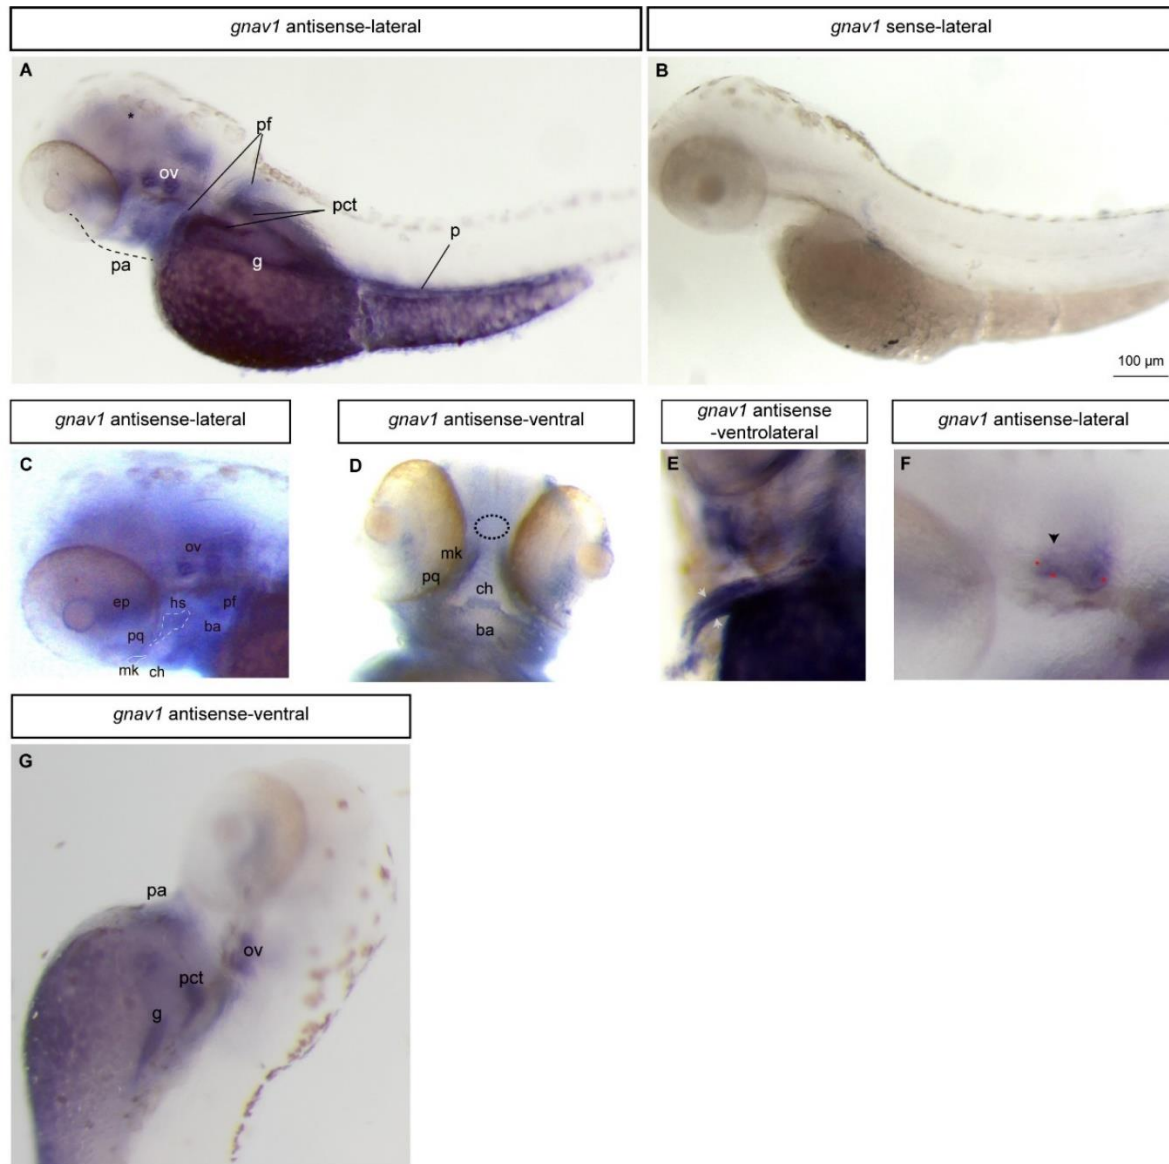 gnav1 antisense-lateral
gnav1 sense-lateral
A
*
pf
ov
pct
p
pa
g
B
100 µm
gnav1 antisense-lateral
gnav1 antisense-ventral
gnav1 antisense
-ventrolateral
gnav1 antisense-lateral
C
ov
ep
hs
pf
pq
ba
mk
ch
D
mk
pq
ch
ba
E
F
gnav1 antisense-ventral
G
pa
ov
pct
g